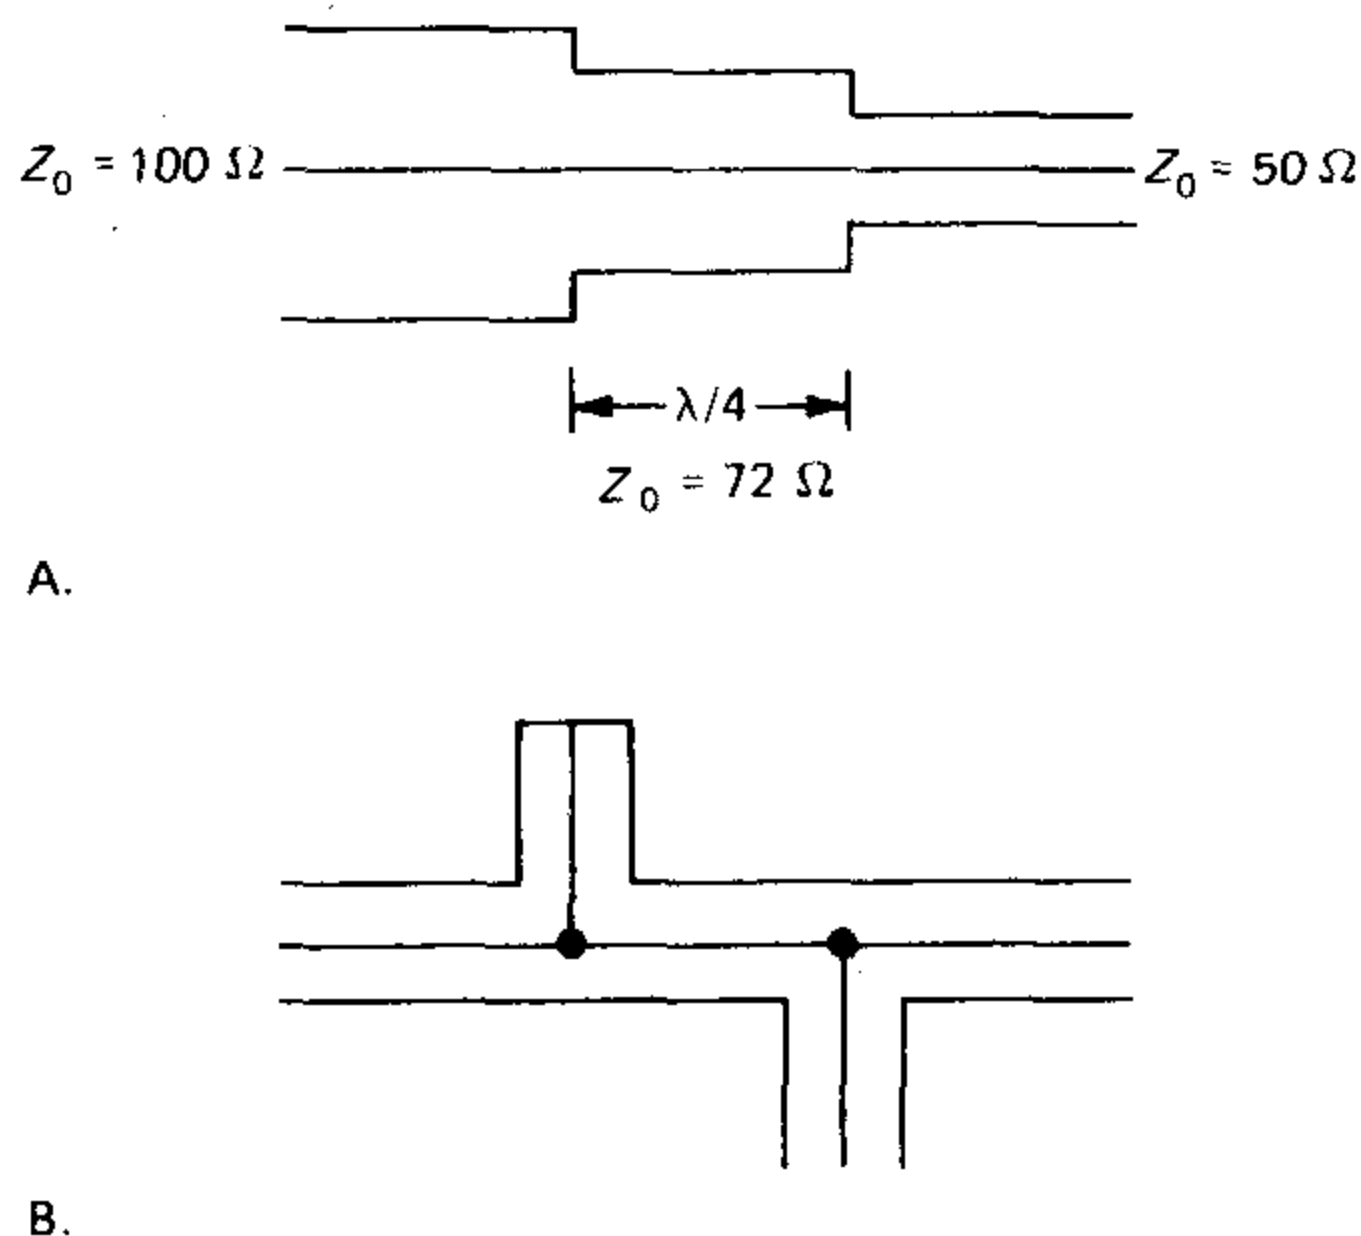 Z₀ = 100 Ω
Z₀ = 50 Ω
λ/4
Z₀ = 72 Ω
A.
B.